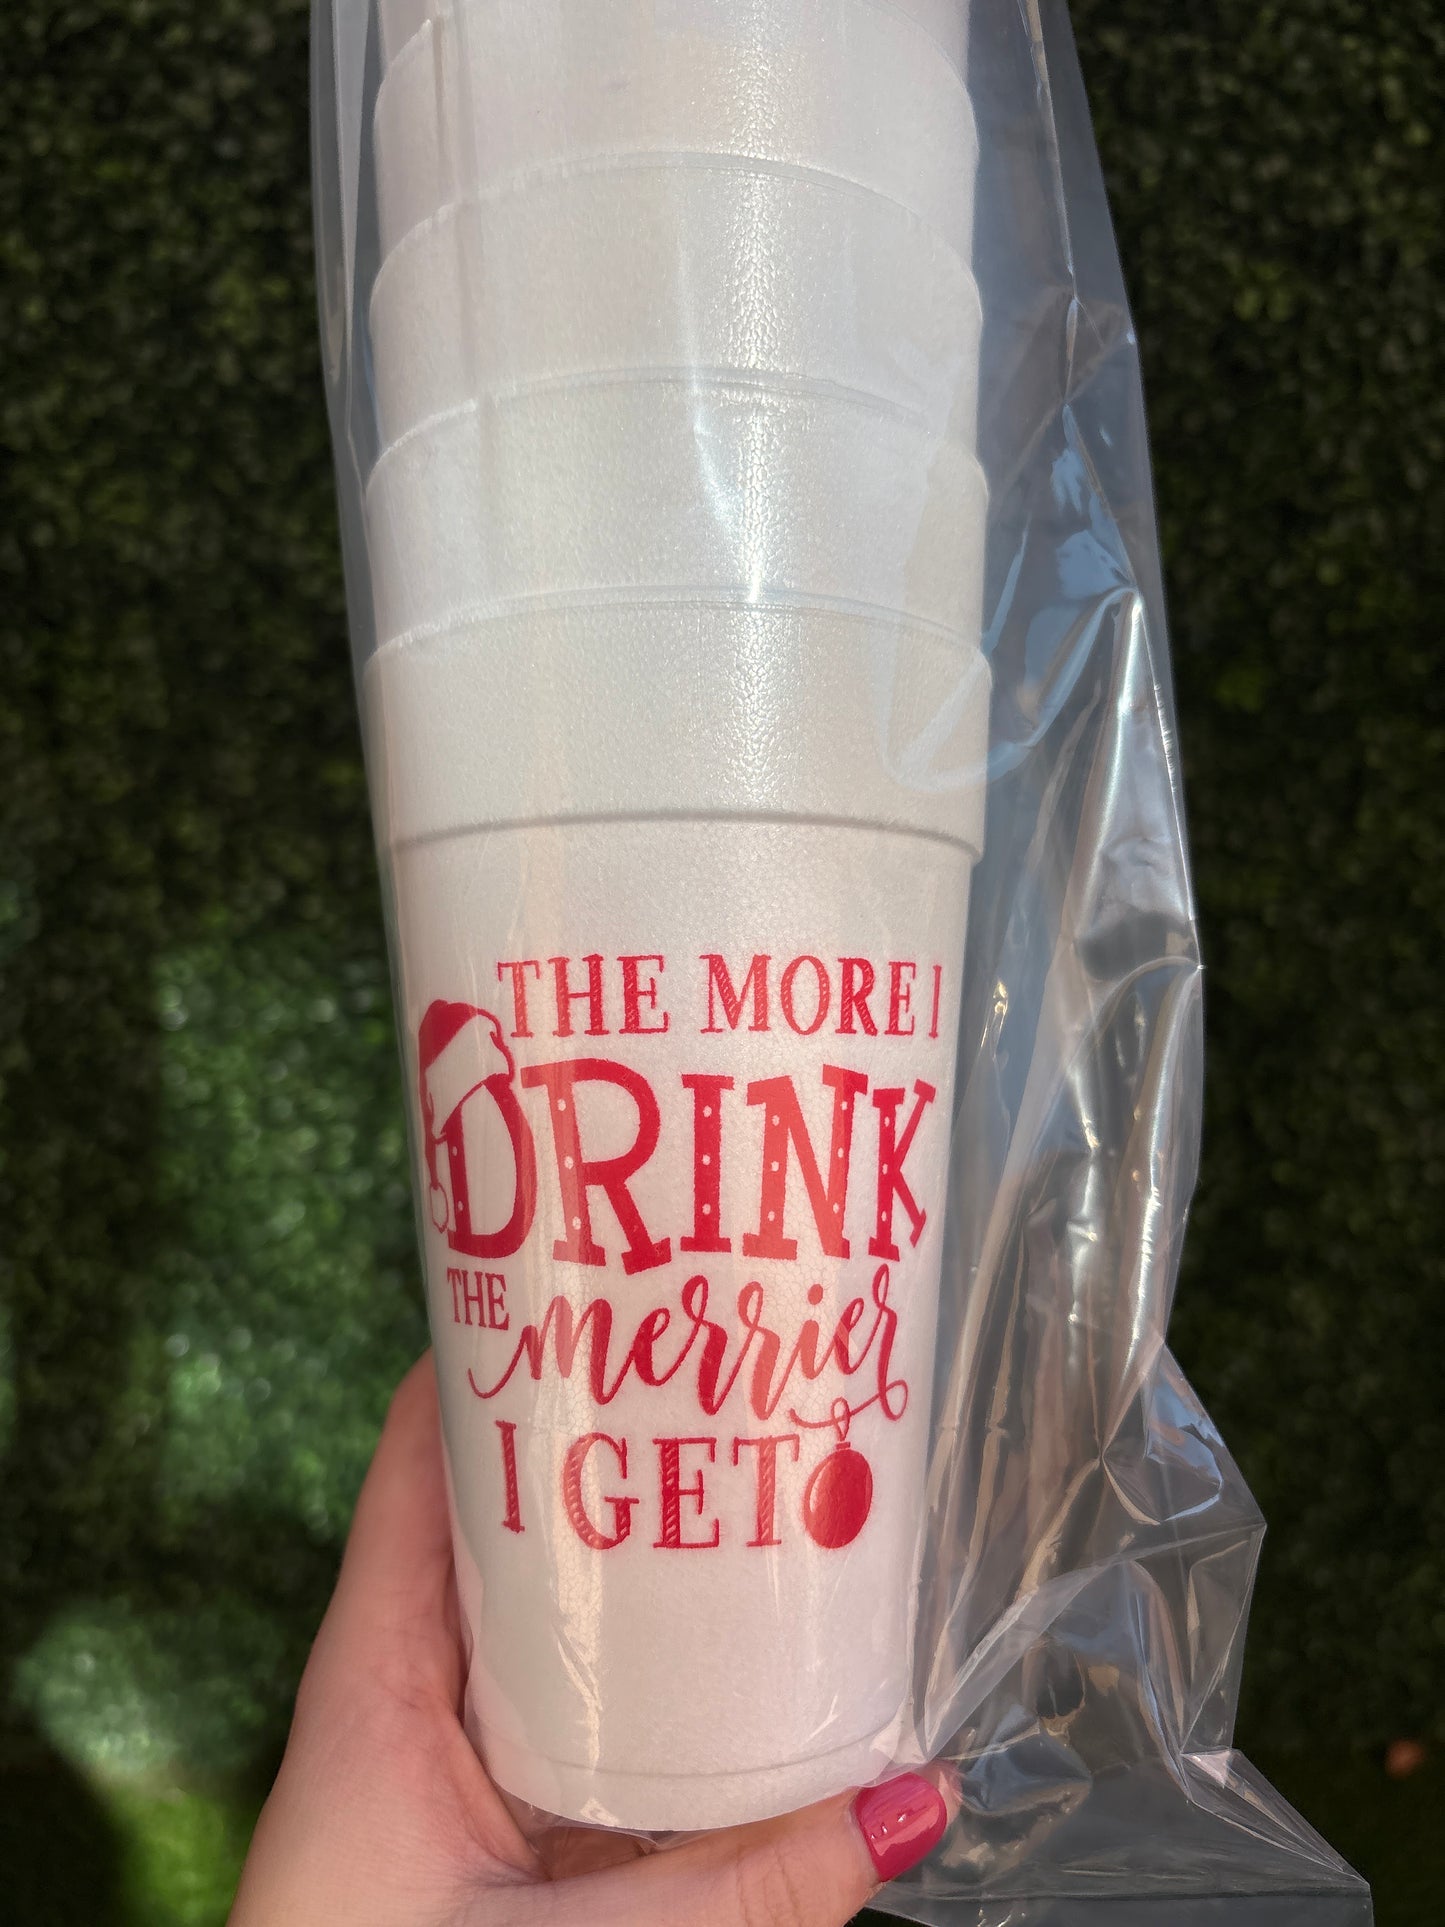 THE MORE I
DRINK
THE merrier
I GET